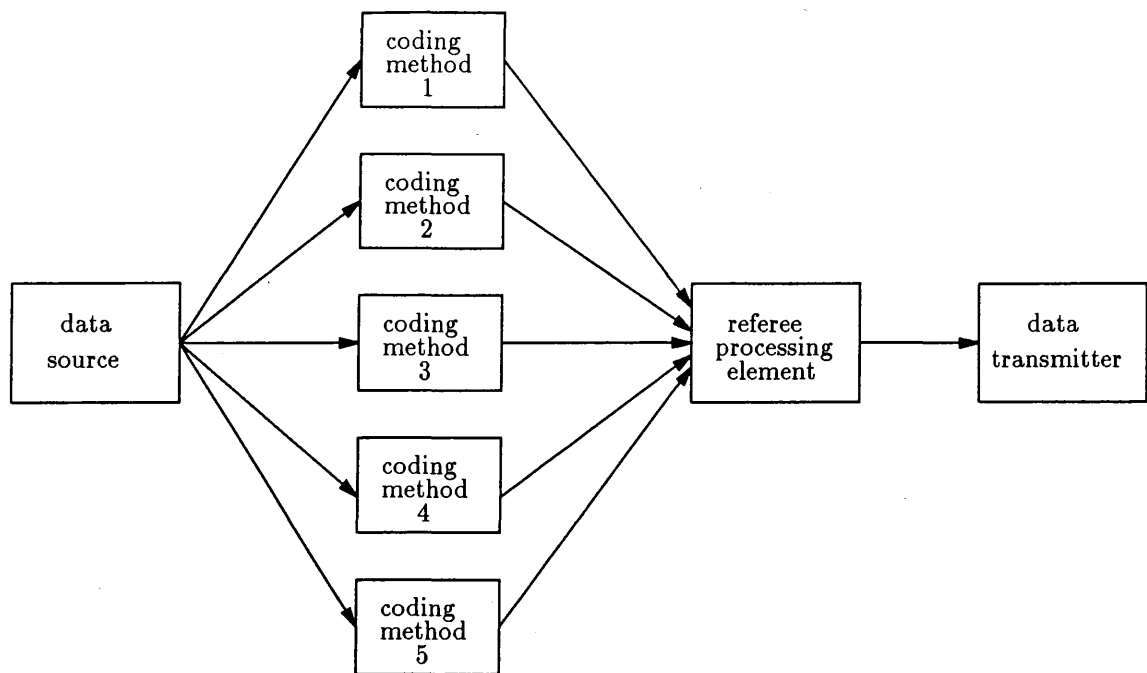 coding
method
1
coding
method
2
data
source
coding
method
3
referee
processing
element
data
transmitter
coding
method
4
coding
method
5